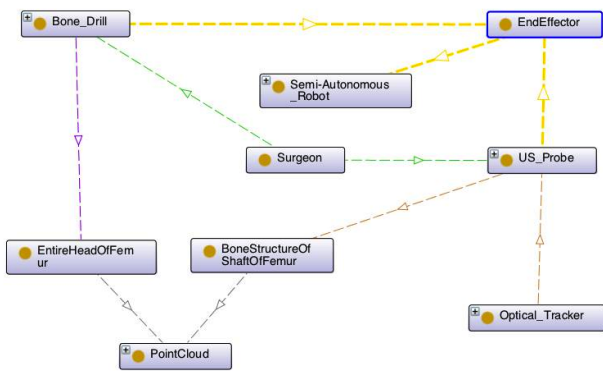 Bone_Drill
EndEffector
Semi-Autonomous
_Robot
Surgeon
US_Probe
EntireHeadOfFem
ur
BoneStructureOf
ShaftOfFemur
Optical_Tracker
PointCloud